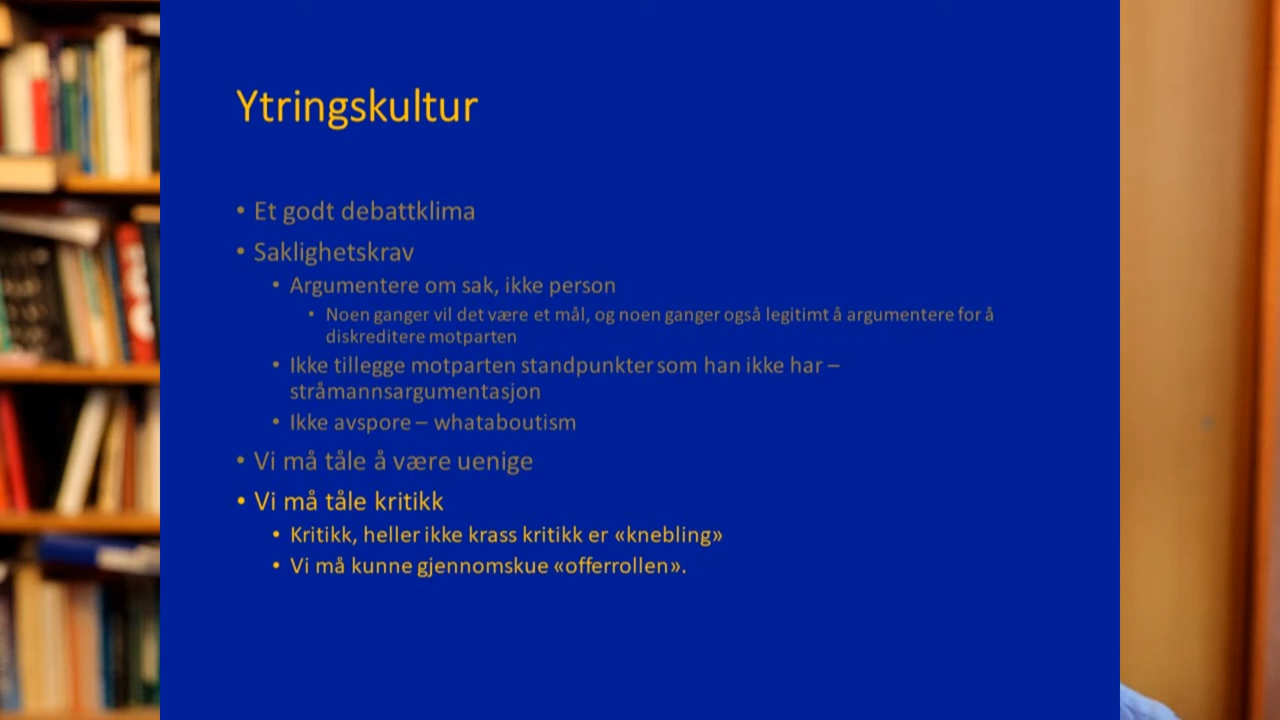 Ytringskultur
• Et godt debattklima
• Saklighetskrav
• Argumentere om sak, ikke person
• Noen ganger vil det være et mål, og noen ganger også legitimt å argumentere for å
diskreditere motparten
• Ikke tillegge motparten standpunkter som han ikke har –
stråmannsargumentasjon
• Ikke avspore – whataboutism
• Vi må tåle å være uenige
• Vi må tåle kritikk
• Kritikk, heller ikke krass kritikk er «knebling»
• Vi må kunne gjennomskue «offerrollen».